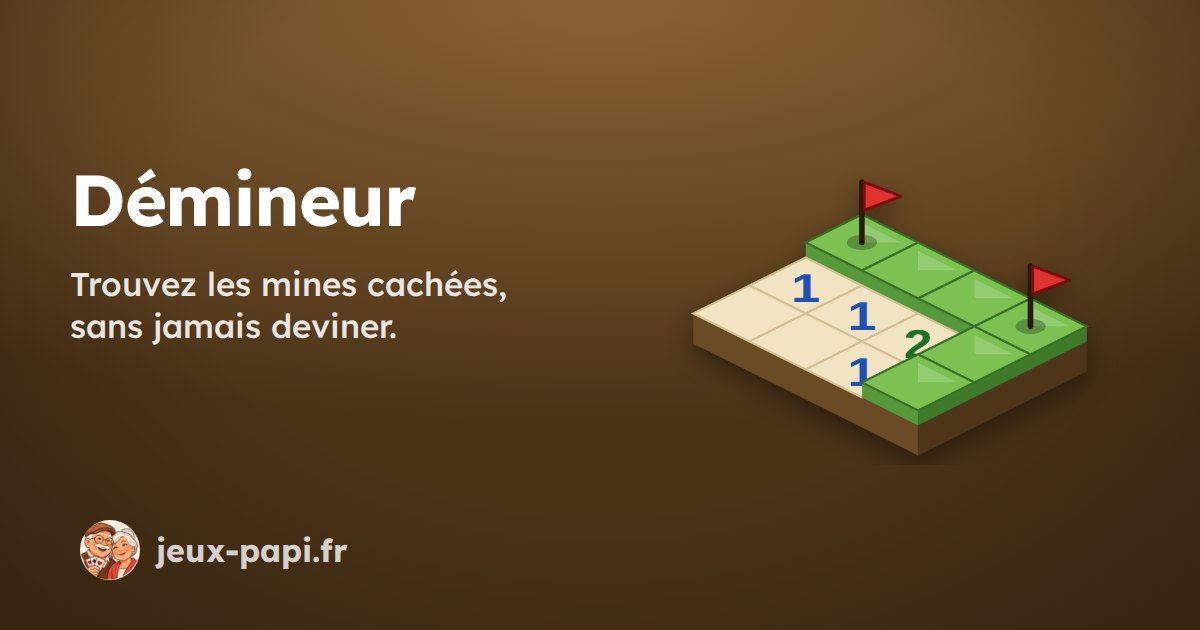 Démineur
Trouvez les mines cachées,
sans jamais deviner.
1
1
2
1
jeux-papi.fr